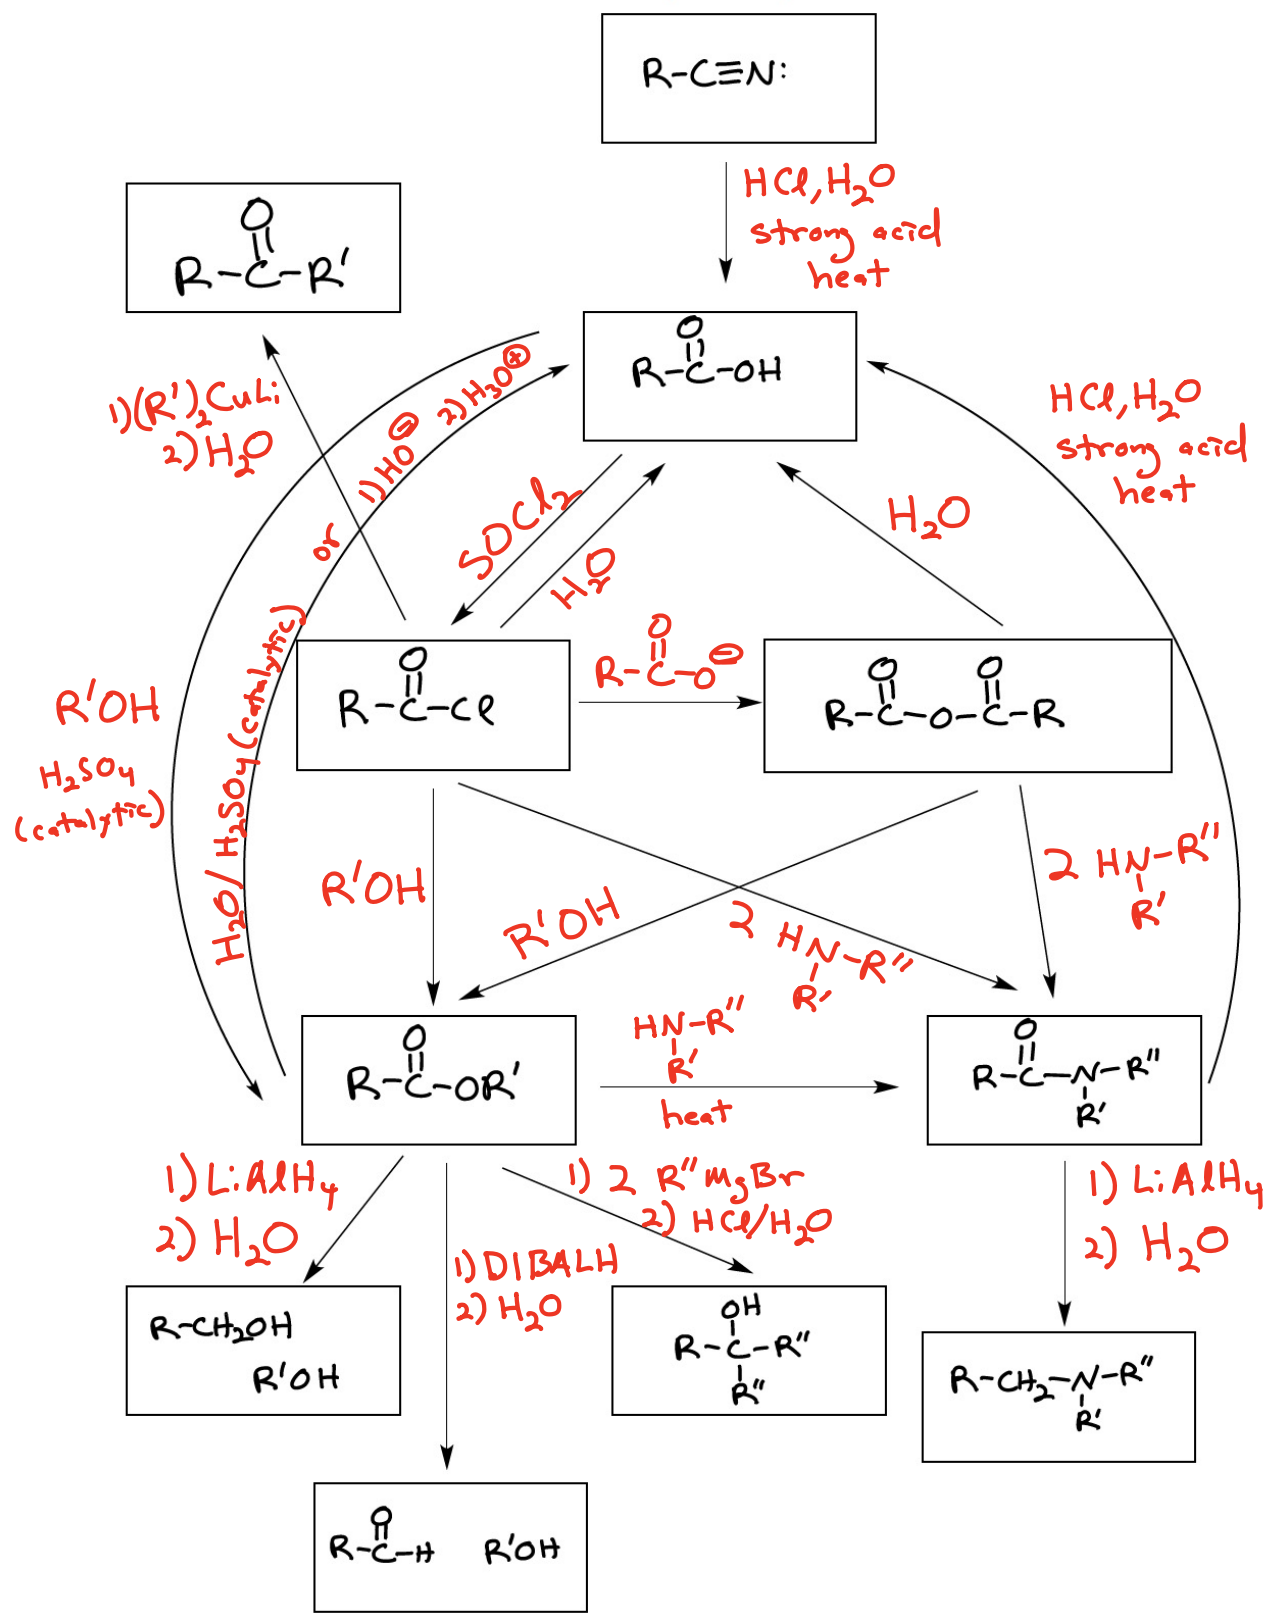 R-C≡N:
HCl, H₂O
strong acid
heat
O
R-C-R'
O
R-C-OH
1)(R')₂CuLi
2) H₂O
1) HO⊖ 2) H₃O⊕
or
H₂O/H₂SO₄ (catalytic)
HCl, H₂O
strong acid
heat
SOCl₂
H₂O
H₂O
R'OH
H₂SO₄
(catalytic)
O
R-C-Cl
O
R-C-O⊖
O O
R-C-O-C-R
R'OH
R'OH
2 HN-R''
R'
2 HN-R''
R'
O
R-C-OR'
HN-R''
R'
heat
O
R-C-N-R''
R'
1) LiAlH₄
2) H₂O
1) DIBALH
2) H₂O
1) 2 R''MgBr
2) HCl/H₂O
1) LiAlH₄
2) H₂O
R-CH₂OH
R'OH
OH
R-C-R''
R''
R-CH₂-N-R''
R'
O
R-C-H R'OH